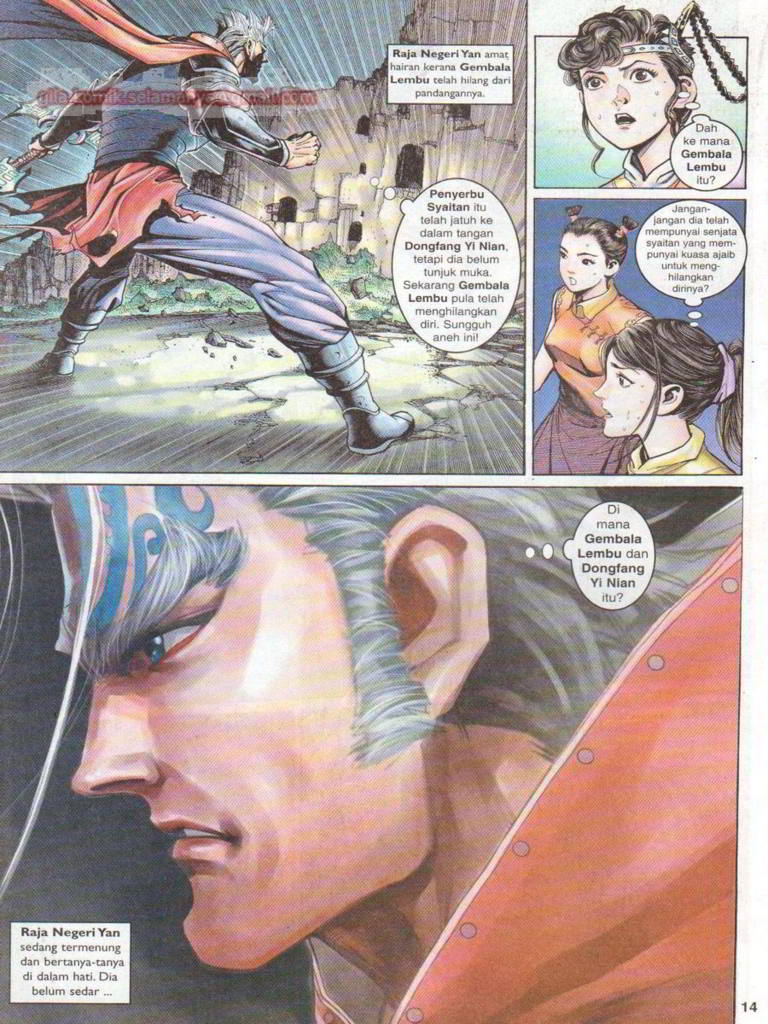 Raja Negeri Yan amat
hairan kerana Gembala
Lembu telah hilang dari
pandangannya.
Penyerbu
Syaitan itu
telah jatuh ke
dalam tangan
Dongfang Yi Nian,
tetapi dia belum
tunjuk muka.
Sekarang Gembala
Lembu pula telah
menghilangkan
diri. Sungguh
aneh ini!
Dah
ke mana
Gembala
Lembu
itu?
Jangan-
jangan dia telah
mempunyai senjata
syaitan yang mem-
punyai kuasa ajaib
untuk meng-
hilangkan
dirinya?
Di
mana
Gembala
Lembu dan
Dongfang
Yi Nian
itu?
Raja Negeri Yan
sedang termenung
dan bertanya-tanya
di dalam hati. Dia
belum sedar ...
14